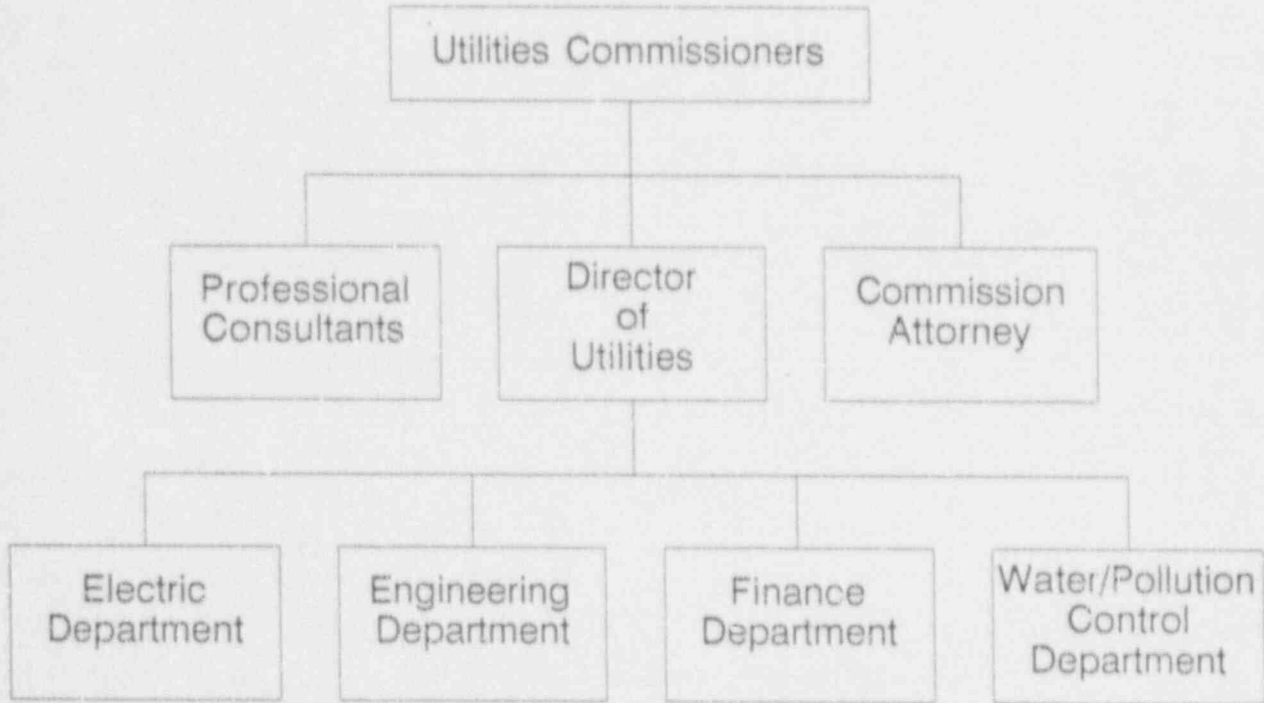 Utilities Commissioners
Professional
Consultants
Director
of
Utilities
Commission
Attorney
Electric
Department
Engineering
Department
Finance
Department
Water/Pollution
Control
Department